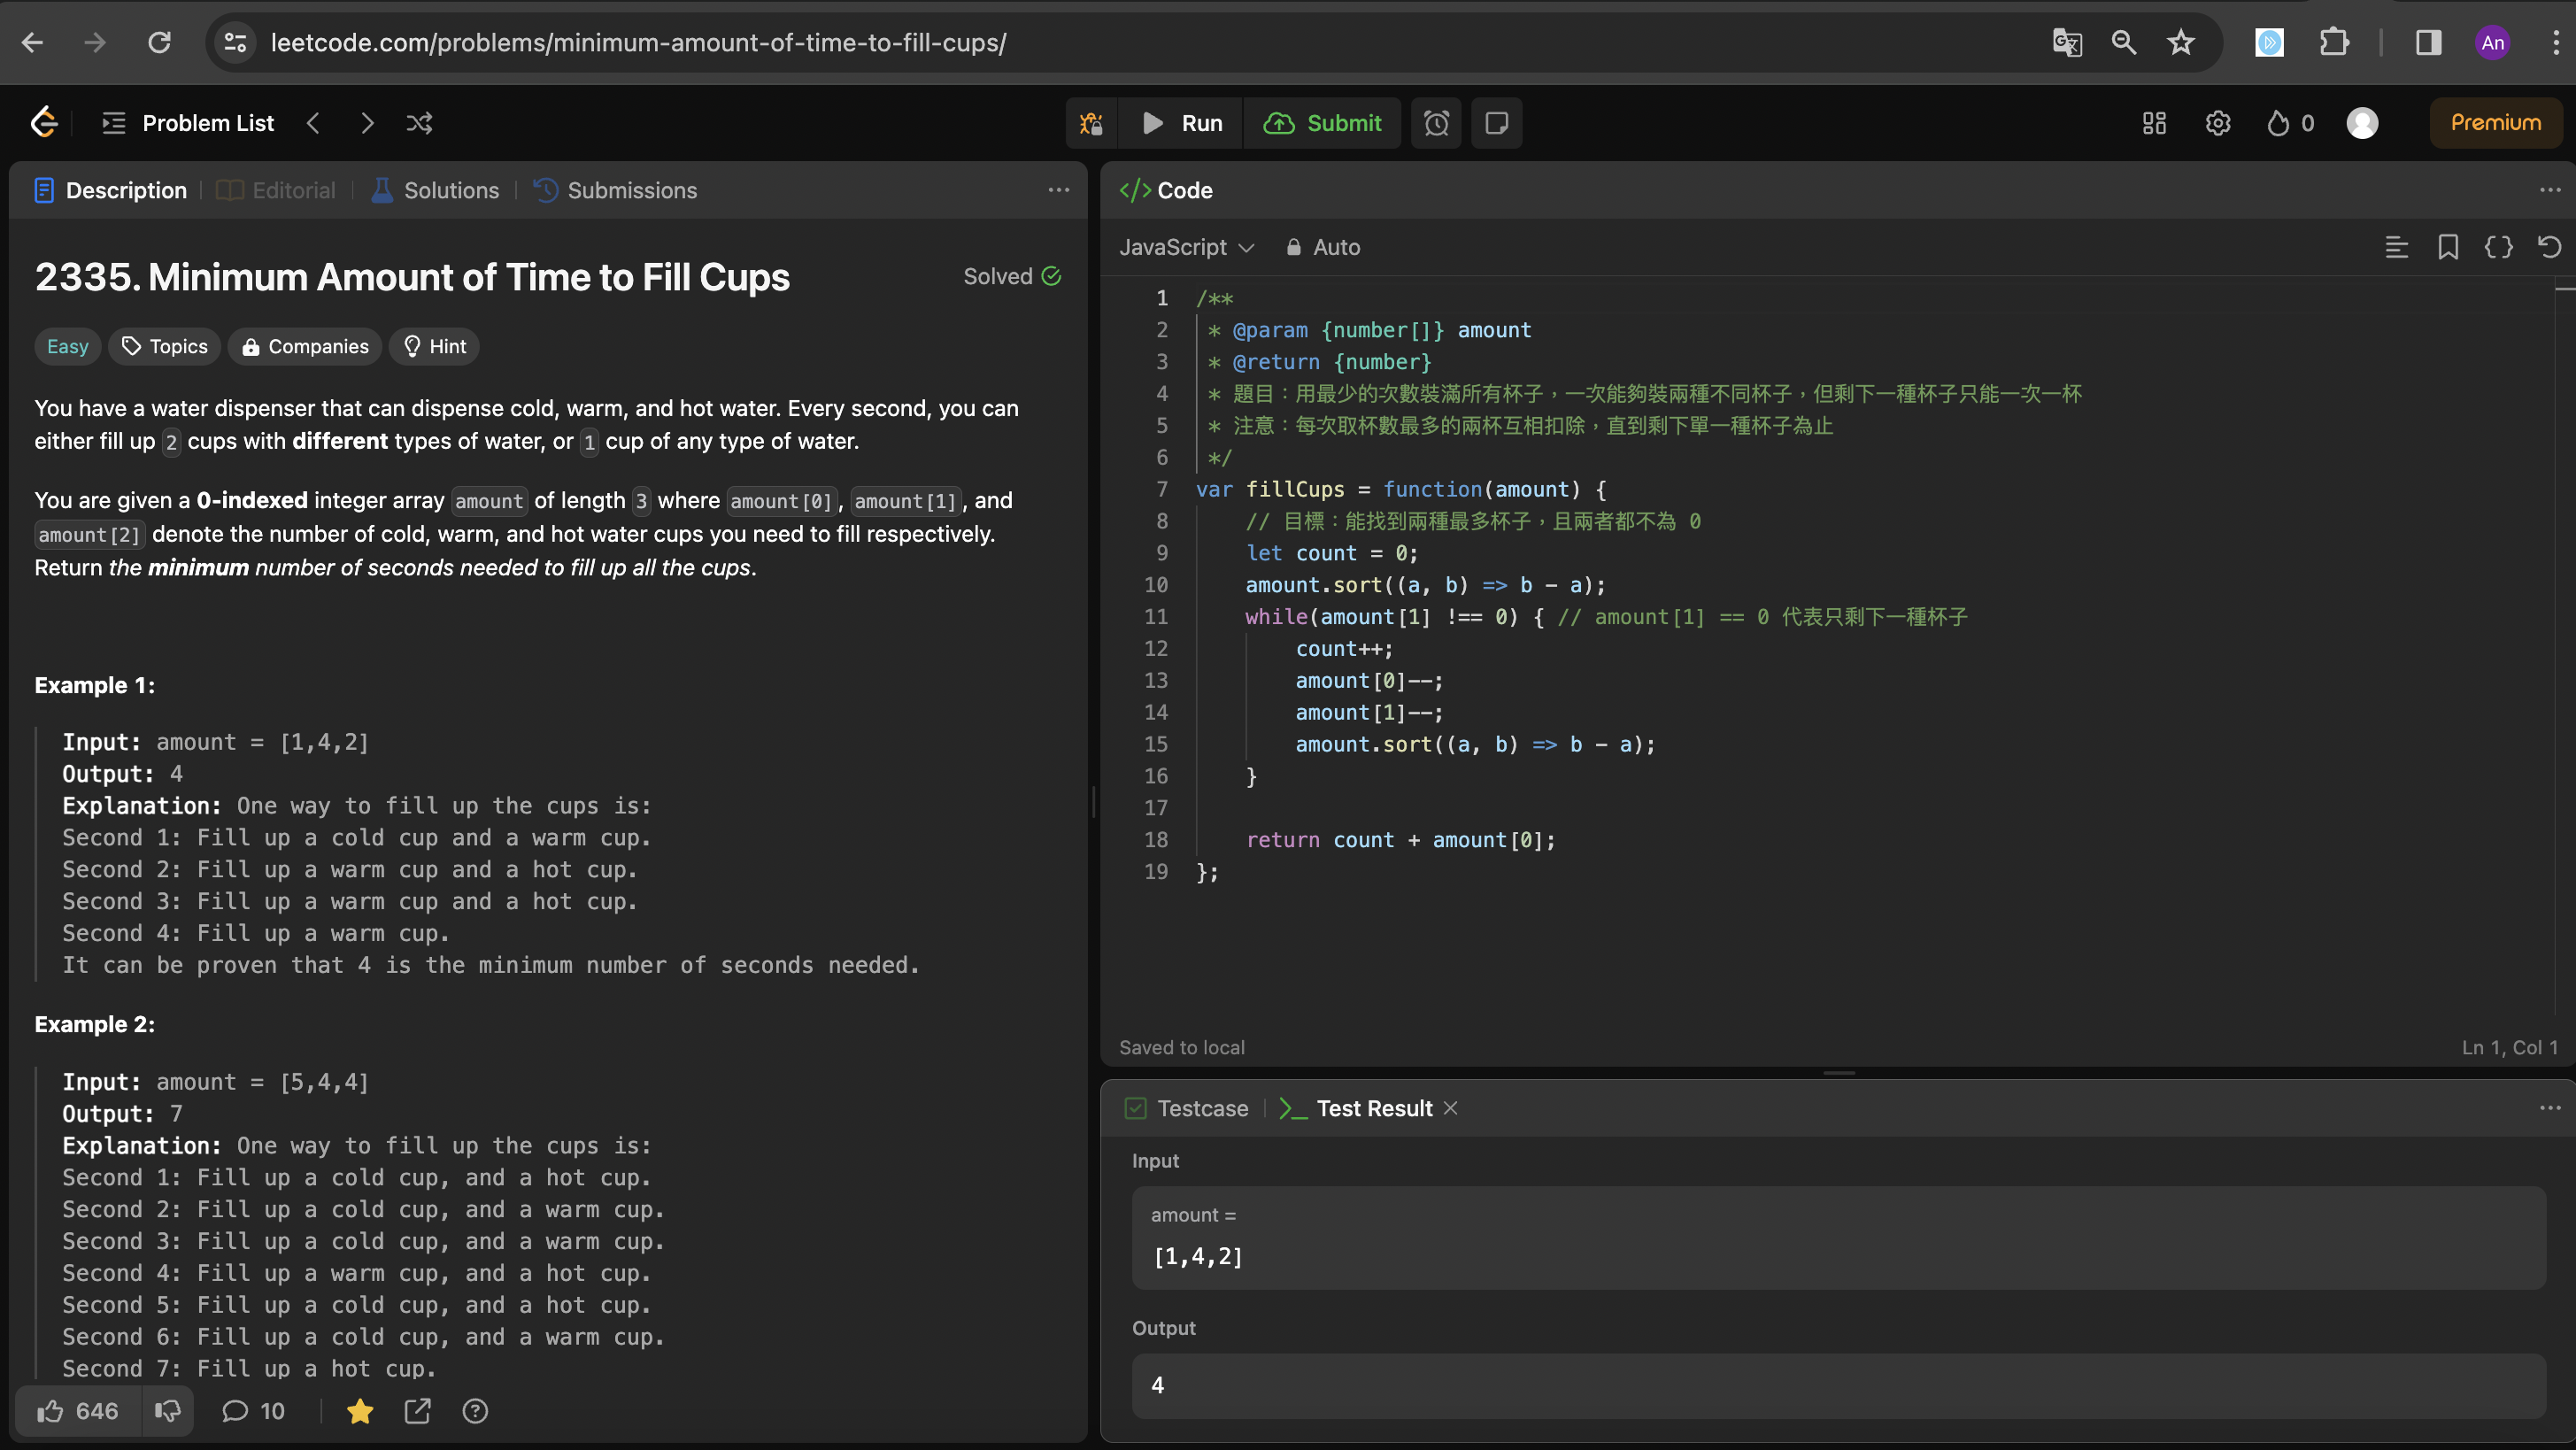 leetcode.com/problems/minimum-amount-of-time-to-fill-cups/
An
Problem List
Run
Submit
0
Premium
Description
Editorial
Solutions
Submissions
2335. Minimum Amount of Time to Fill Cups
Solved
Easy
Topics
Companies
Hint
You have a water dispenser that can dispense cold, warm, and hot water. Every second, you can
either fill up 2 cups with different types of water, or 1 cup of any type of water.
You are given a 0-indexed integer array amount of length 3 where amount[0], amount[1], and
amount[2] denote the number of cold, warm, and hot water cups you need to fill respectively.
Return the minimum number of seconds needed to fill up all the cups.
Example 1:
Input: amount = [1,4,2]
Output: 4
Explanation: One way to fill up the cups is:
Second 1: Fill up a cold cup and a warm cup.
Second 2: Fill up a warm cup and a hot cup.
Second 3: Fill up a warm cup and a hot cup.
Second 4: Fill up a warm cup.
It can be proven that 4 is the minimum number of seconds needed.
Example 2:
Input: amount = [5,4,4]
Output: 7
Explanation: One way to fill up the cups is:
Second 1: Fill up a cold cup, and a hot cup.
Second 2: Fill up a cold cup, and a warm cup.
Second 3: Fill up a cold cup, and a warm cup.
Second 4: Fill up a warm cup, and a hot cup.
Second 5: Fill up a cold cup, and a hot cup.
Second 6: Fill up a cold cup, and a warm cup.
Second 7: Fill up a hot cup.
646
10
</> Code
JavaScript
Auto
1 /**
2 * @param {number[]} amount
3 * @return {number}
4 * 題目：用最少的次數裝滿所有杯子，一次能夠裝兩種不同杯子，但剩下一種杯子只能一次一杯
5 * 注意：每次取杯數最多的兩杯互相扣除，直到剩下單一種杯子為止
6 */
7 var fillCups = function(amount) {
8 // 目標：能找到兩種最多杯子，且兩者都不為 0
9 let count = 0;
10 amount.sort((a, b) => b - a);
11 while(amount[1] !== 0) { // amount[1] == 0 代表只剩下一種杯子
12 count++;
13 amount[0]--;
14 amount[1]--;
15 amount.sort((a, b) => b - a);
16 }
17
18 return count + amount[0];
19 };
Saved to local
Ln 1, Col 1
Testcase
Test Result
Input
amount =
[1,4,2]
Output
4